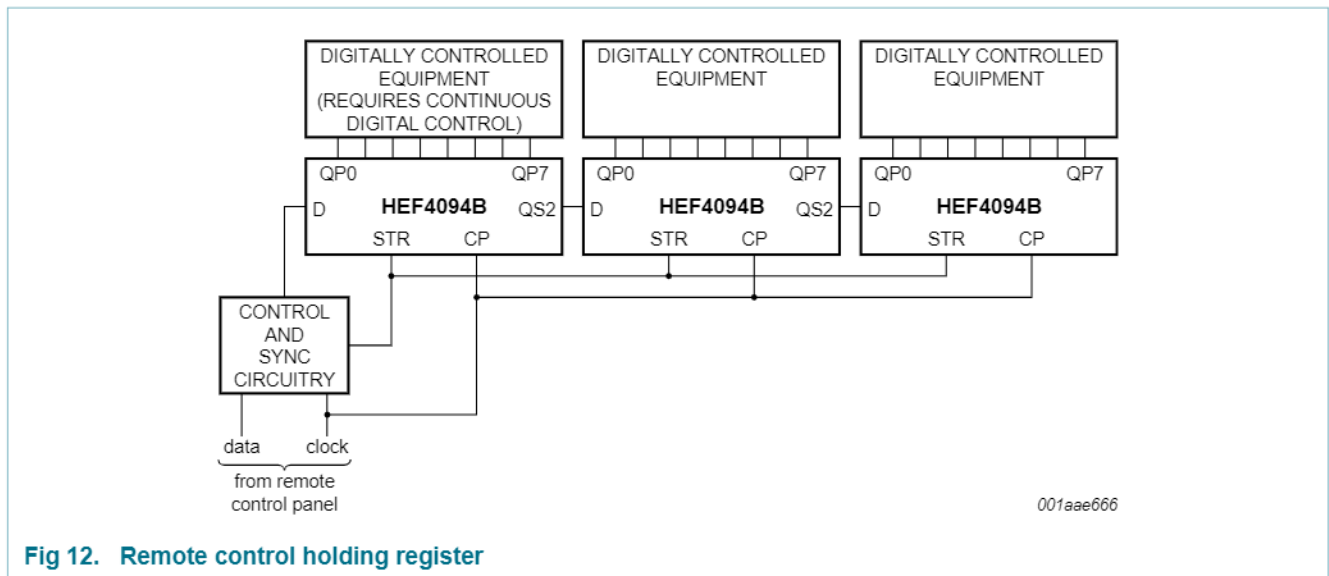 DIGITALLY CONTROLLED
EQUIPMENT
(REQUIRES CONTINUOUS
DIGITAL CONTROL)
DIGITALLY CONTROLLED
EQUIPMENT
DIGITALLY CONTROLLED
EQUIPMENT
QP0 QP7
D HEF4094B QS2
STR CP
QP0 QP7
D HEF4094B QS2
STR CP
QP0 QP7
D HEF4094B
STR CP
CONTROL
AND
SYNC
CIRCUITRY
data clock
from remote
control panel
001aae666
Fig 12. Remote control holding register